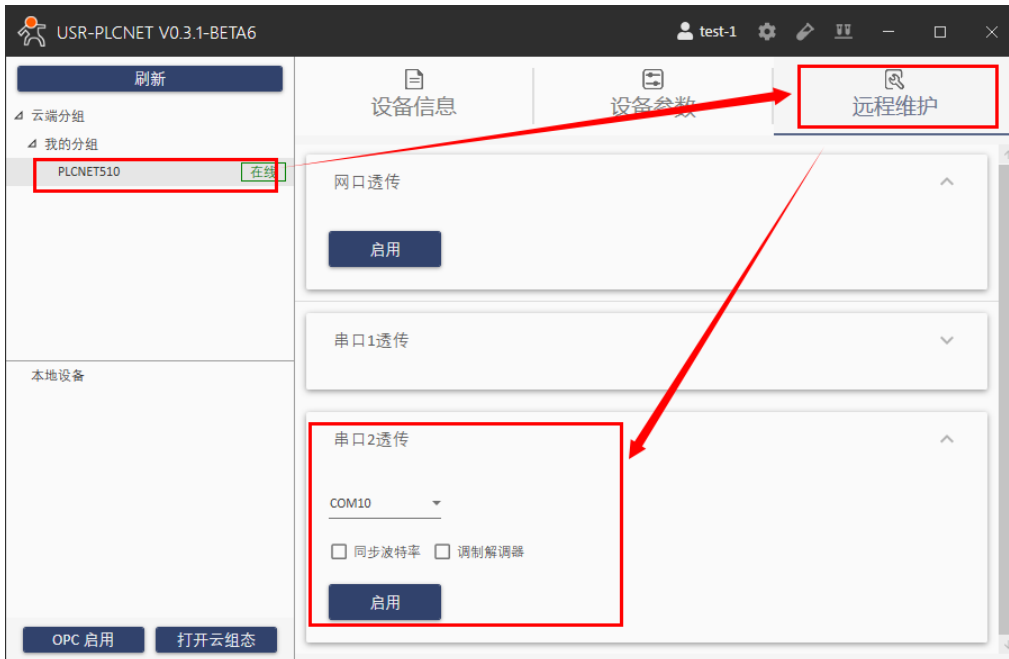 USR-PLCNET V0.3.1-BETA6
test-1
刷新
云端分组
我的分组
PLCNET510
在线
本地设备
OPC 启用
打开云组态
设备信息
设备参数
远程维护
网口透传
启用
串口1透传
串口2透传
COM10
同步波特率
调制解调器
启用